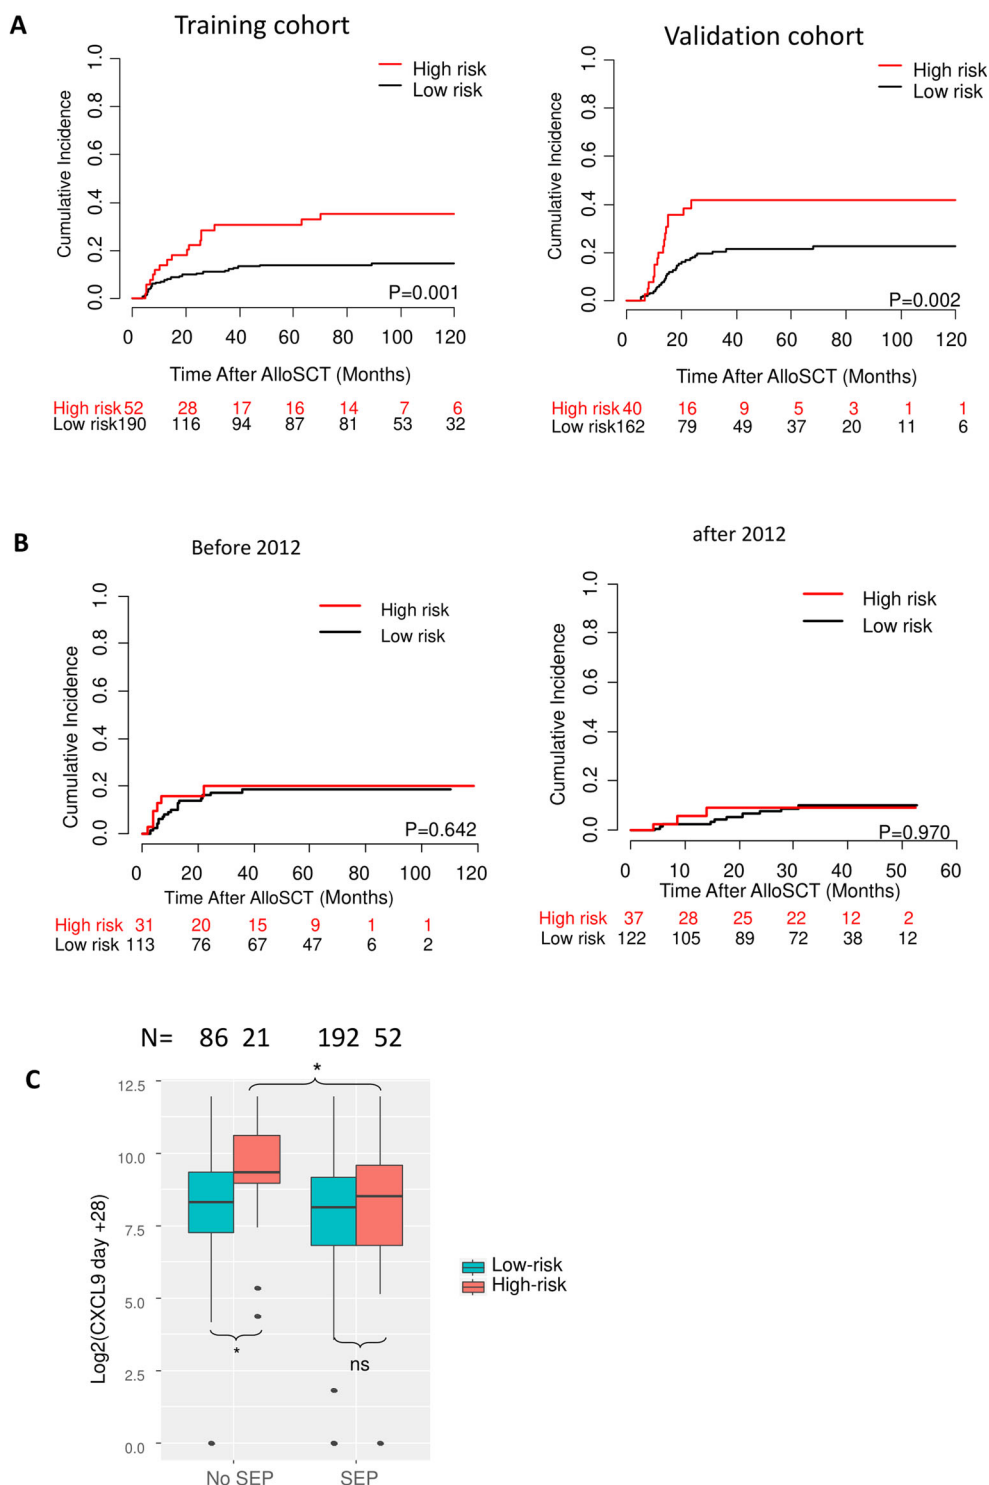 A
Training cohort
Cumulative Incidence
1.0
0.8
0.6
0.4
0.2
0.0
High risk
Low risk
P=0.001
0 20 40 60 80 100 120
Time After AlloSCT (Months)
High risk 52 28 17 16 14 7 6
Low risk190 116 94 87 81 53 32
Validation cohort
Cumulative Incidence
1.0
0.8
0.6
0.4
0.2
0.0
High risk
Low risk
P=0.002
0 20 40 60 80 100 120
Time After AlloSCT (Months)
High risk 40 16 9 5 3 1 1
Low risk162 79 49 37 20 11 6
B
Before 2012
Cumulative Incidence
1.0
0.8
0.6
0.4
0.2
0.0
High risk
Low risk
P=0.642
0 20 40 60 80 100 120
Time After AlloSCT (Months)
High risk 31 20 15 9 1 1
Low risk 113 76 67 47 6 2
after 2012
Cumulative Incidence
1.0
0.8
0.6
0.4
0.2
0.0
High risk
Low risk
P=0.970
0 10 20 30 40 50 60
Time After AlloSCT (Months)
High risk 37 28 25 22 12 2
Low risk 122 105 89 72 38 12
N= 86 21 192 52
C
Log2(CXCL9 day +28)
12.5
10.0
7.5
5.0
2.5
0.0
*
*
ns
No SEP SEP
Low-risk
High-risk